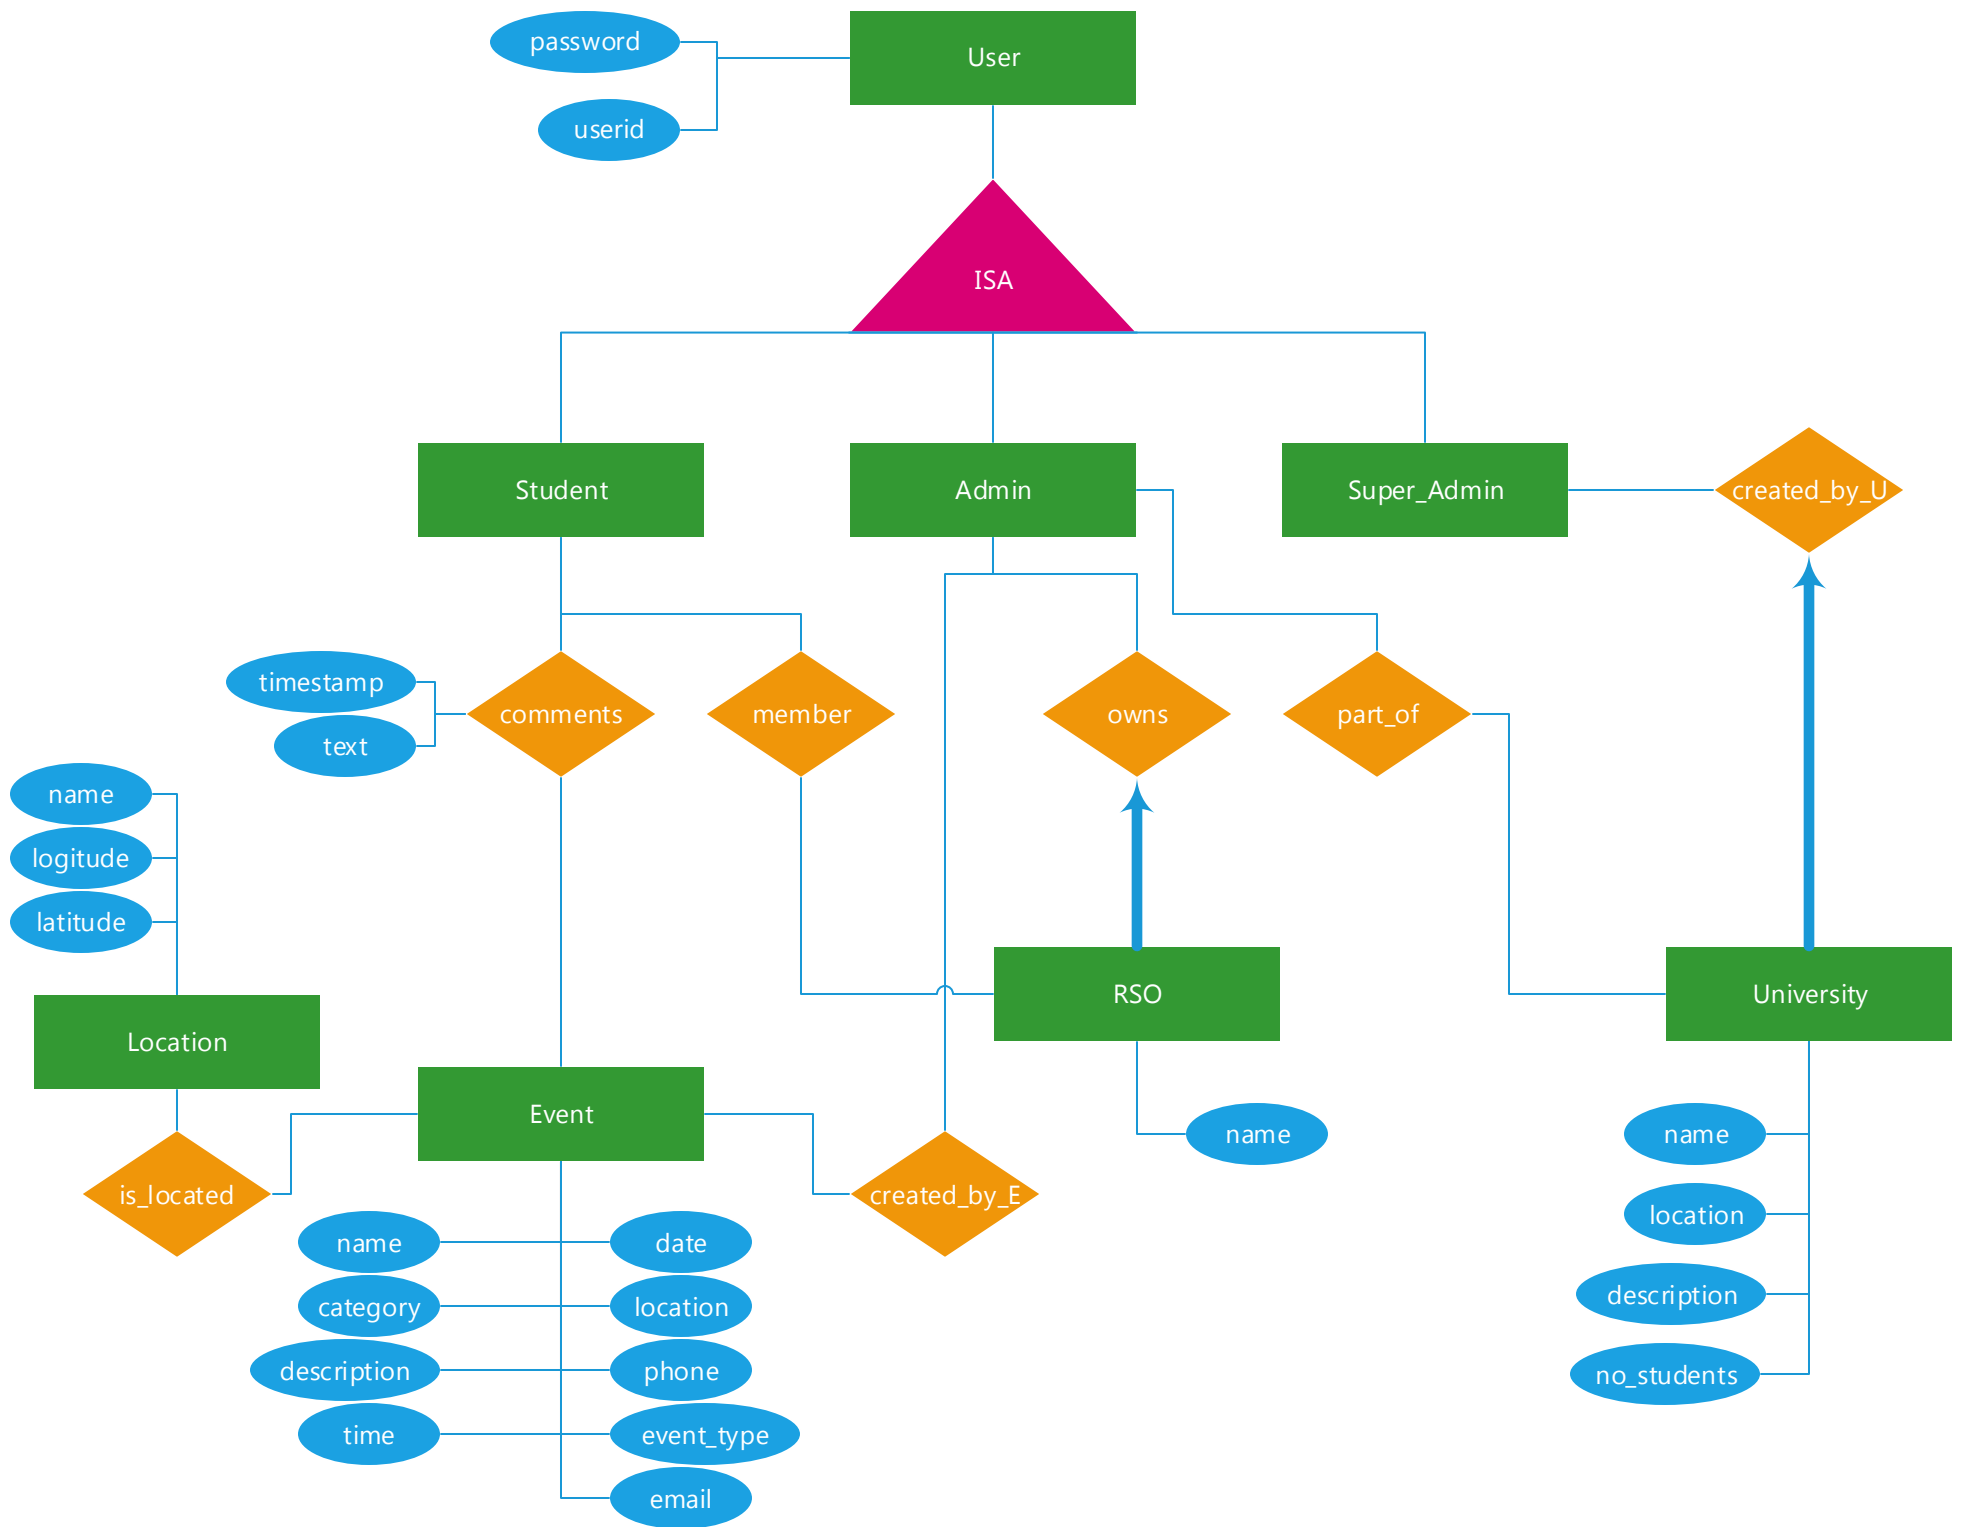 password
User
userid
ISA
Student
Admin
Super_Admin
created_by_U
timestamp
comments
member
owns
part_of
text
name
logitude
latitude
RSO
University
Location
Event
name
name
is_located
created_by_E
location
name
date
description
category
location
description
phone
no_students
time
event_type
email